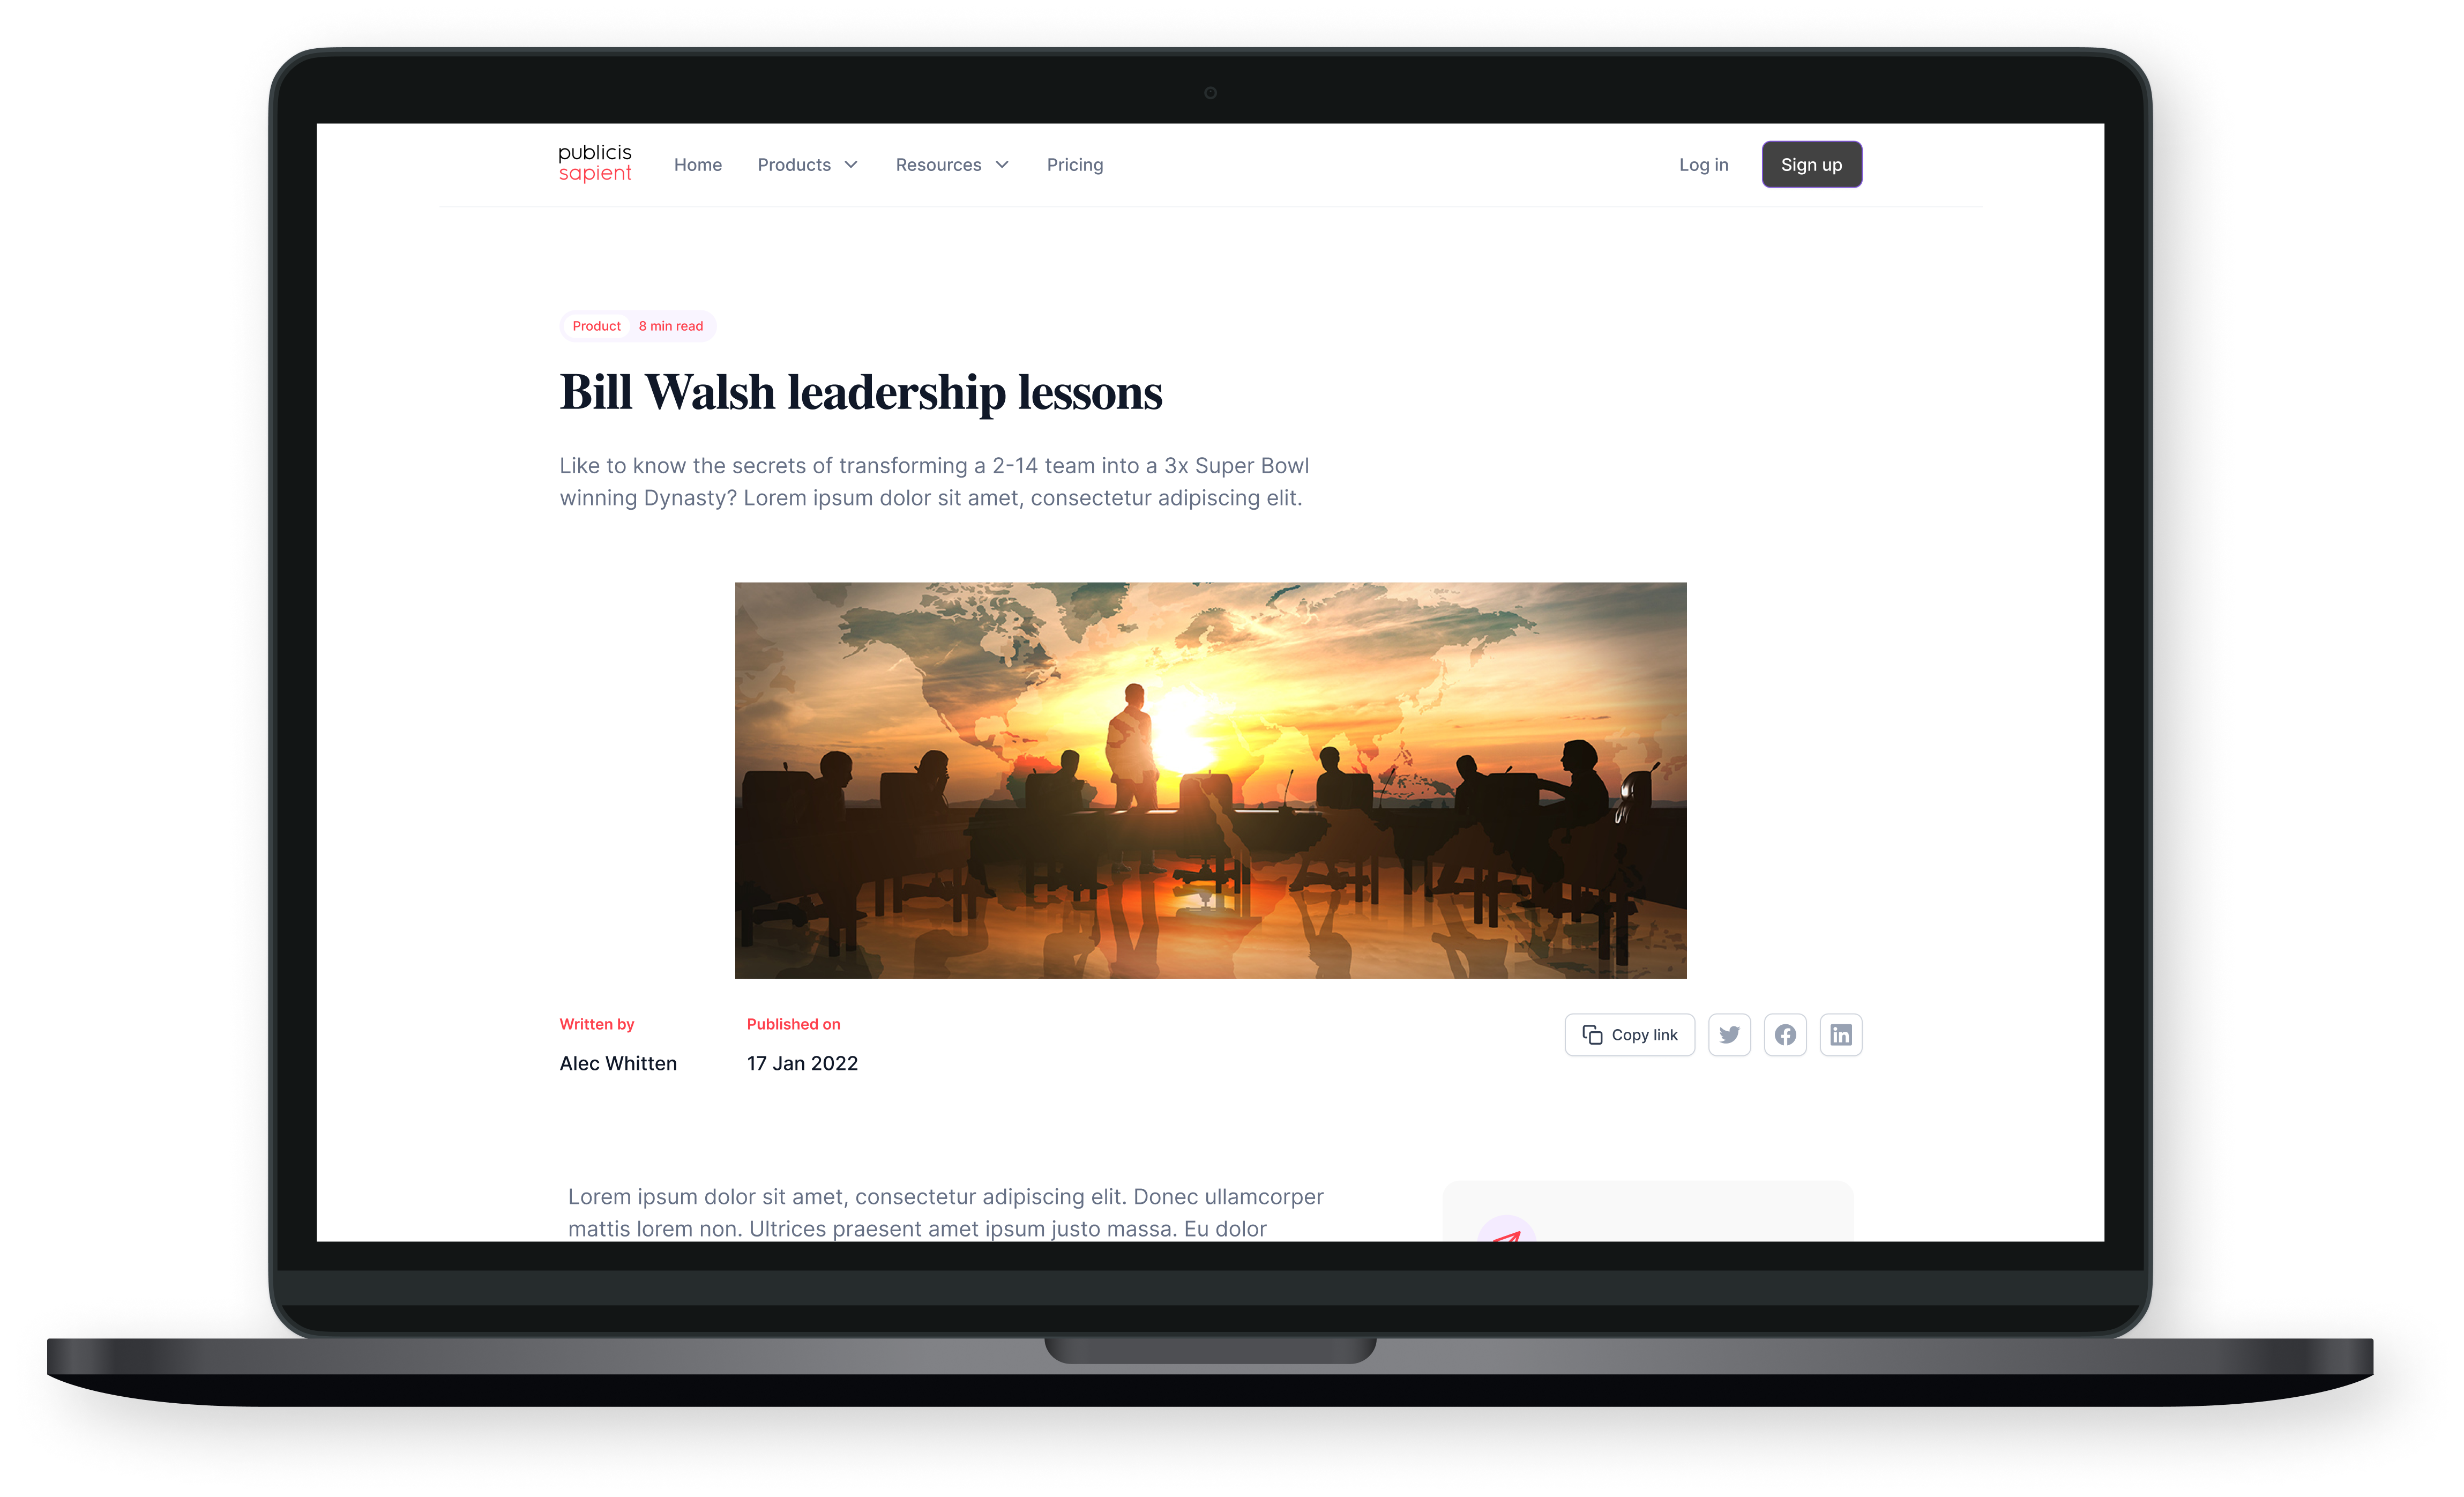 publicis
sapient
Home
Products
Resources
Pricing
Log in
Sign up
Product
8 min read
Bill Walsh leadership lessons
Like to know the secrets of transforming a 2-14 team into a 3x Super Bowl
winning Dynasty? Lorem ipsum dolor sit amet, consectetur adipiscing elit.
Written by
Published on
Alec Whitten
17 Jan 2022
Copy link
Lorem ipsum dolor sit amet, consectetur adipiscing elit. Donec ullamcorper
mattis lorem non. Ultrices praesent amet ipsum justo massa. Eu dolor